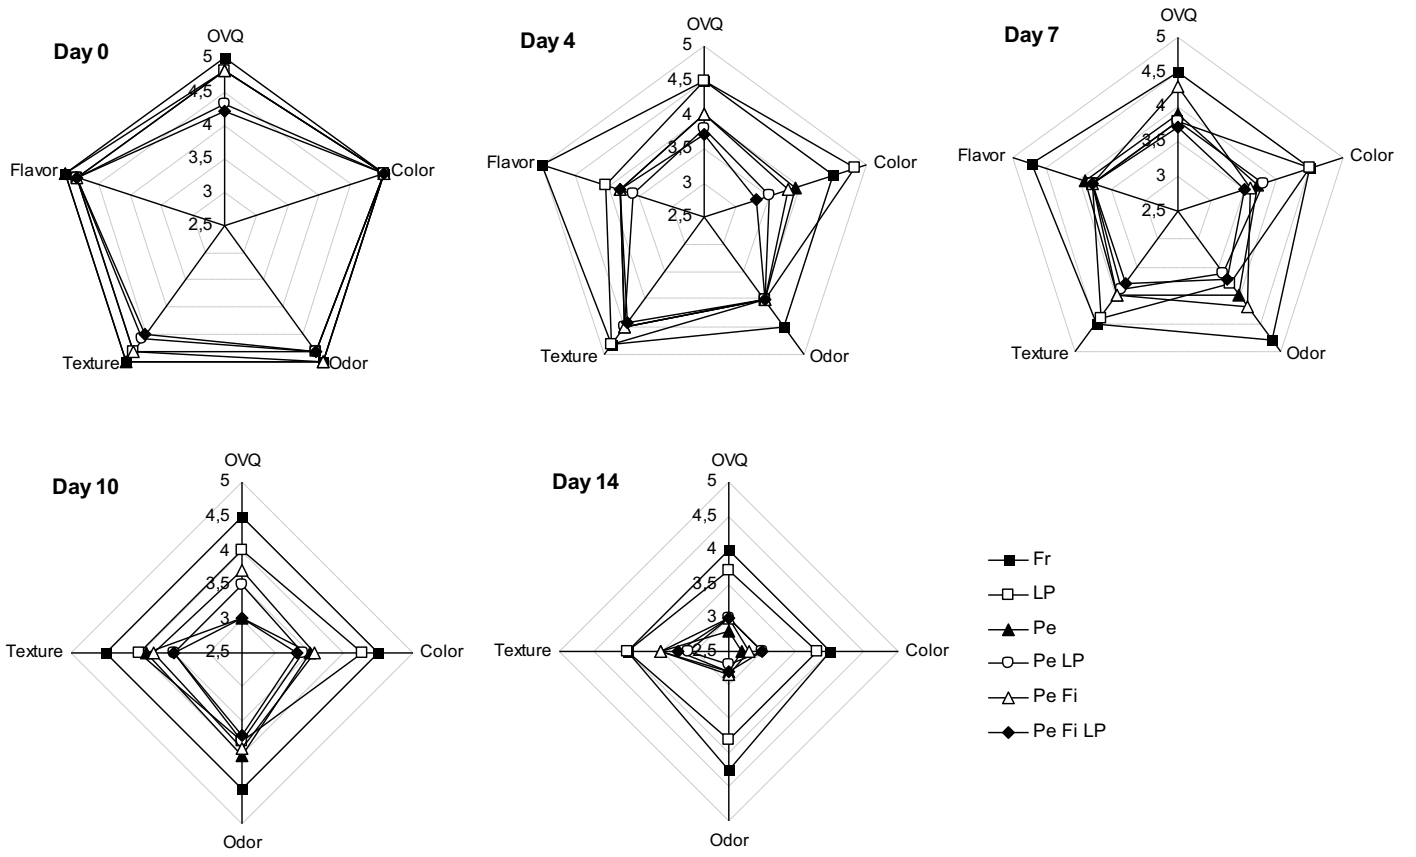 Day 0
OVQ
5
4,5
4
3,5
3
2,5
Flavor
Color
Texture
Odor
Day 4
OVQ
5
4,5
4
3,5
3
2,5
Flavor
Color
Texture
Odor
Day 7
OVQ
5
4,5
4
3,5
3
2,5
Flavor
Color
Texture
Odor
Day 10
OVQ
5
4,5
4
3,5
3
2,5
Texture
Color
Odor
Day 14
OVQ
5
4,5
4
3,5
3
2,5
Texture
Color
Odor
Fr
LP
Pe
Pe LP
Pe Fi
Pe Fi LP